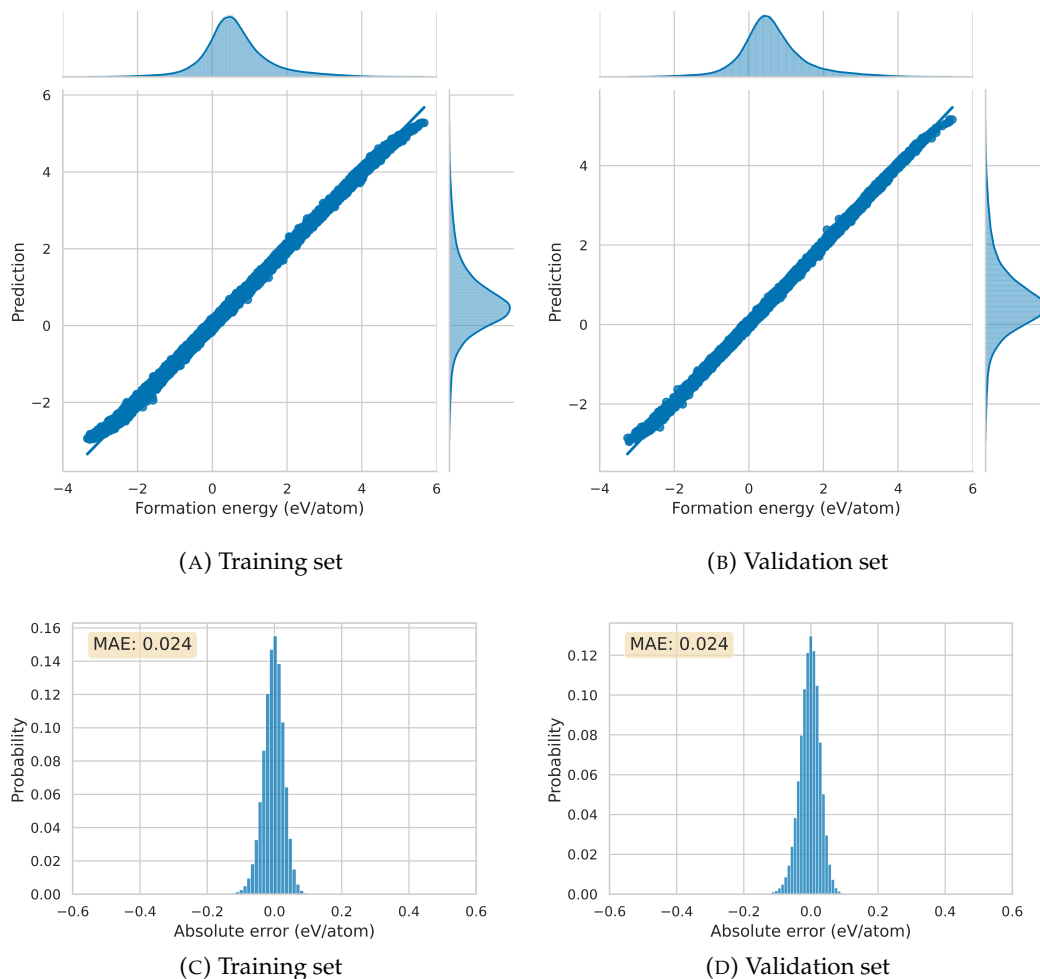 6
4
2
0
−2
Prediction
−4 −2 0 2 4 6
Formation energy (eV/atom)
(A) Training set
4
2
0
−2
Prediction
−4 −2 0 2 4 6
Formation energy (eV/atom)
(B) Validation set
MAE: 0.024
0.16
0.14
0.12
0.10
0.08
0.06
0.04
0.02
0.00
Probability
−0.6 −0.4 −0.2 0.0 0.2 0.4 0.6
Absolute error (eV/atom)
(C) Training set
MAE: 0.024
0.12
0.10
0.08
0.06
0.04
0.02
0.00
Probability
−0.6 −0.4 −0.2 0.0 0.2 0.4 0.6
Absolute error (eV/atom)
(D) Validation set